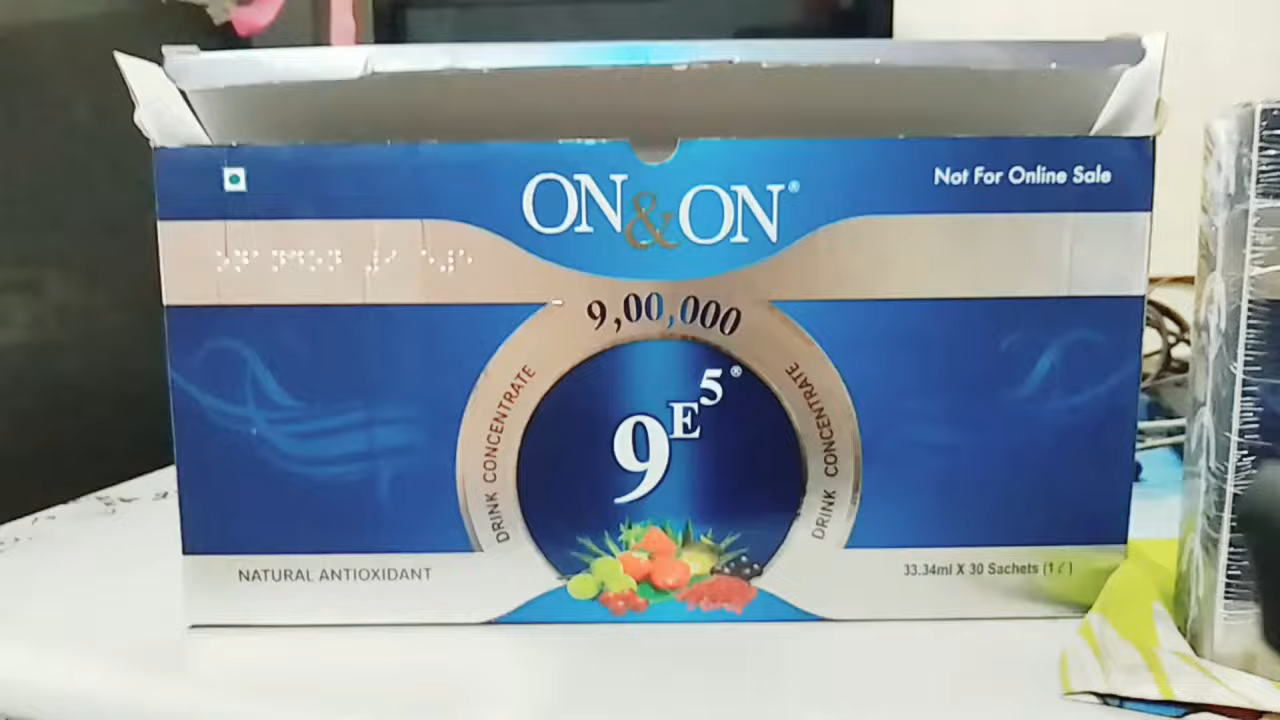 ON&ON®
Not For Online Sale
9,00,000
DRINK CONCENTRATE
9E5®
DRINK CONCENTRATE
NATURAL ANTIOXIDANT
33.34ml X 30 Sachets (1 ℓ)